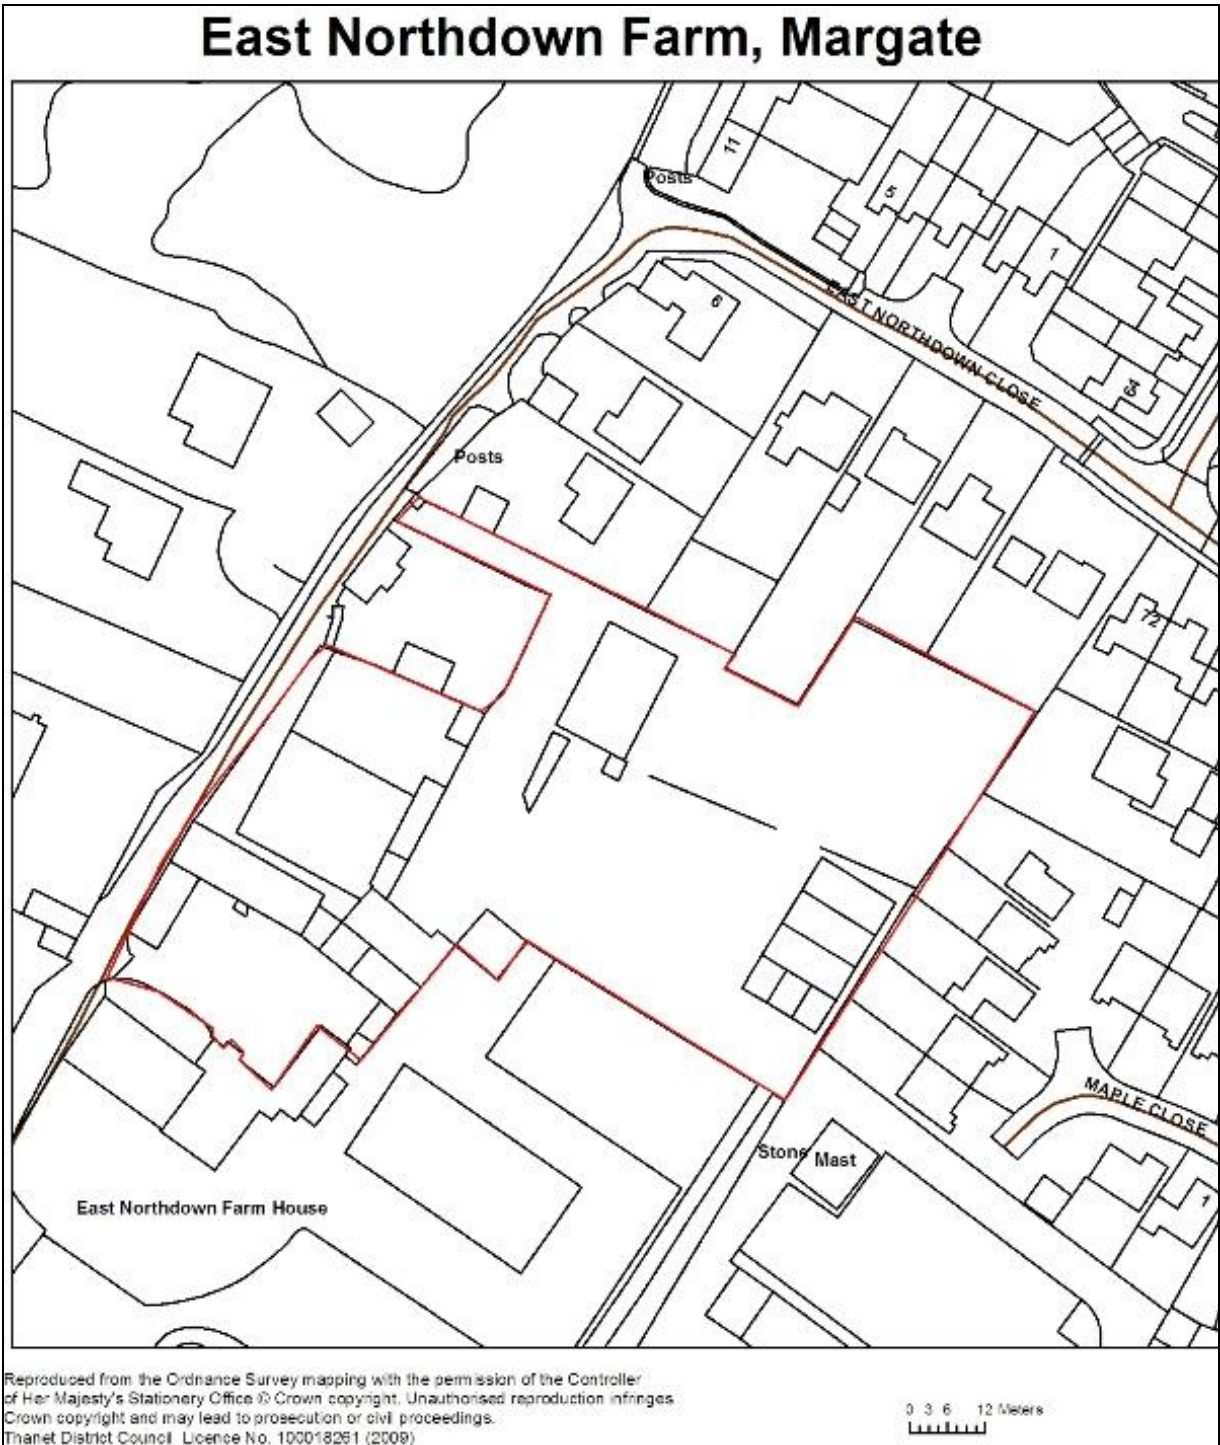 East Northdown Farm, Margate
11
Posts
5
1
6
EAST NORTHDOWN CLOSE
Posts
72
MAPLE CLOSE
Stone Mast
1
East Northdown Farm House
Reproduced from the Ordnance Survey mapping with the permission of the Controller
of Her Majesty's Stationery Office © Crown copyright. Unauthorised reproduction infringes
Crown copyright and may lead to prosecution or civil proceedings.
Thanet District Council Licence No. 100018261 (2009)
0 3 6 12 Meters